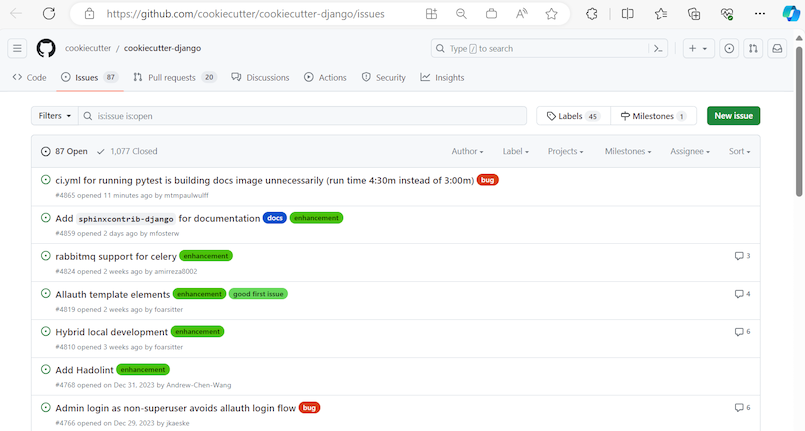 https://github.com/cookiecutter/cookiecutter-django/issues
cookiecutter / cookiecutter-django
Type / to search
Code Issues 87 Pull requests 20 Discussions Actions Security Insights
Filters is:issue is:open Labels 45 Milestones 1 New issue
87 Open 1,077 Closed Author Label Projects Milestones Assignee Sort
ci.yml for running pytest is building docs image unnecessarily (run time 4:30m instead of 3:00m) bug
#4865 opened 11 minutes ago by mtmpaulwulff
Add sphinxcontrib-django for documentation docs enhancement
#4859 opened 2 days ago by mfosterw
rabbitmq support for celery enhancement 3
#4824 opened 2 weeks ago by amirreza8002
Allauth template elements enhancement good first issue 4
#4819 opened 2 weeks ago by foarsitter
Hybrid local development enhancement 6
#4810 opened 3 weeks ago by foarsitter
Add Hadolint enhancement
#4768 opened on Dec 31, 2023 by Andrew-Chen-Wang
Admin login as non-superuser avoids allauth login flow bug 6
#4766 opened on Dec 29, 2023 by jkaeske